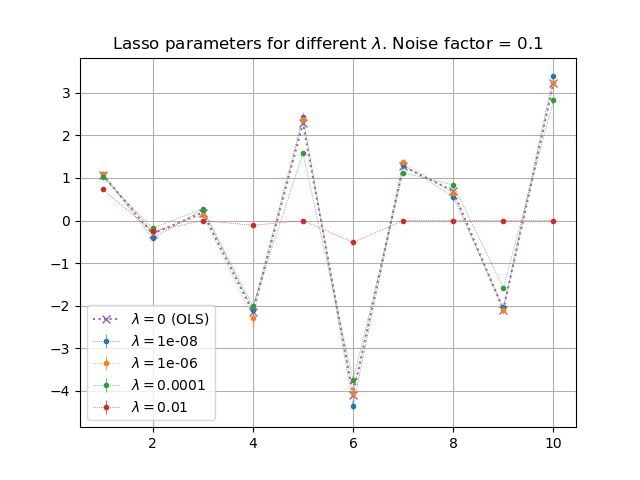 Lasso parameters for different λ. Noise factor = 0.1
3
2
1
0
−1
−2
−3
−4
λ = 0 (OLS)
λ = 1e-08
λ = 1e-06
λ = 0.0001
λ = 0.01
2 4 6 8 10